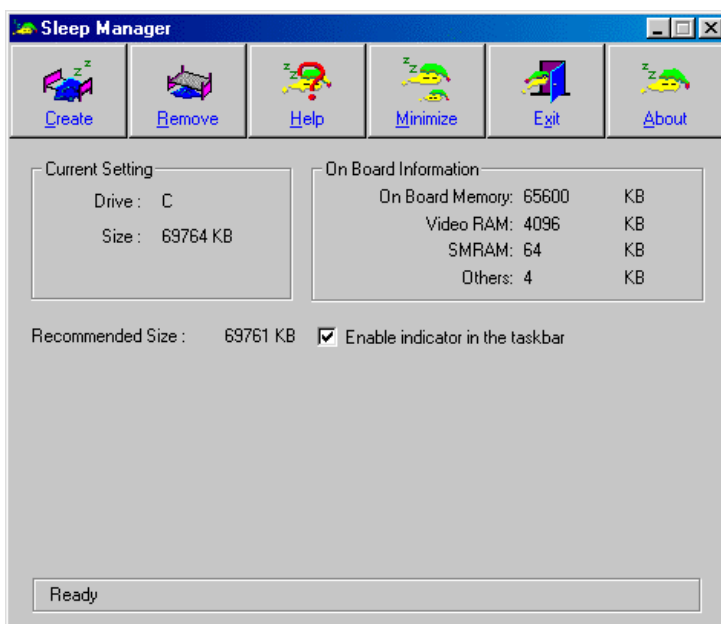 Sleep Manager
z z Create
Remove
z z ? Help
z z Minimize
Exit
z z About
Current Setting
Drive : C
Size : 69764 KB
On Board Information
On Board Memory: 65600 KB
Video RAM: 4096 KB
SMRAM: 64 KB
Others: 4 KB
Recommended Size : 69761 KB
Enable indicator in the taskbar
Ready